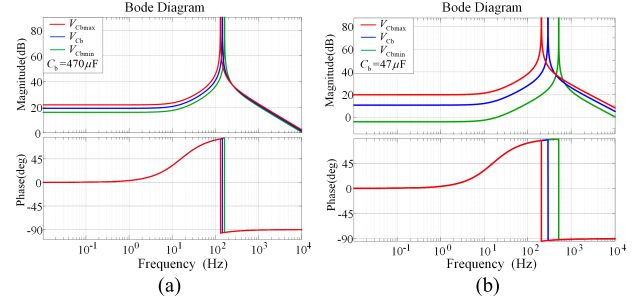 Bode Diagram
Magnitude(dB)
80
60
40
20
0
V_Cbmax
V_Cb
V_Cbmin
C_b=470μF
Phase(deg)
45
0
-45
-90
10^-1 10^0 10^1 10^2 10^3 10^4
Frequency (Hz)
(a)
Bode Diagram
Magnitude(dB)
80
60
40
20
0
V_Cbmax
V_Cb
V_Cbmin
C_b=47μF
Phase(deg)
45
0
-45
-90
10^-1 10^0 10^1 10^2 10^3 10^4
Frequency (Hz)
(b)